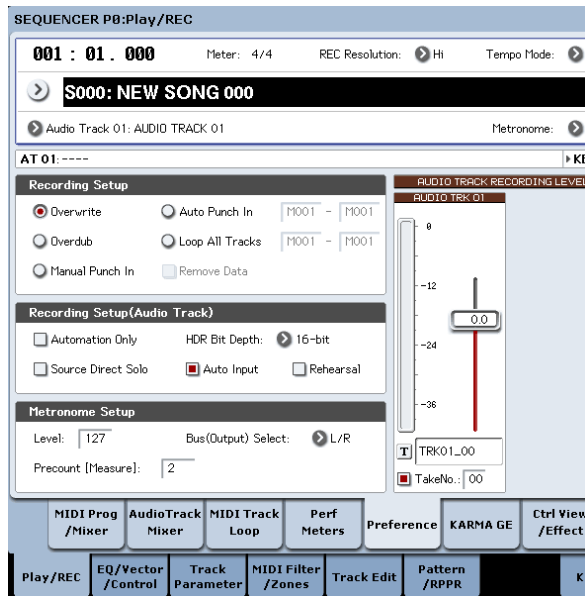 SEQUENCER P0:Play/REC
001 : 01. 000 Meter: 4/4 REC Resolution: Hi Tempo Mode:
S000: NEW SONG 000
Audio Track 01: AUDIO TRACK 01 Metronome:
AT 01:----
Recording Setup
Overwrite Auto Punch In M001 - M001
Overdub Loop All Tracks M001 - M001
Manual Punch In Remove Data
Recording Setup(Audio Track)
Automation Only HDR Bit Depth: 16-bit
Source Direct Solo Auto Input Rehearsal
Metronome Setup
Level: 127 Bus(Output) Select: L/R
Precount [Measure]: 2
AUDIO TRACK RECORDING LEVEL
AUDIO TRK 01
0
-12
0.0
-24
-36
T TRK01_00
TakeNo.: 00
MIDI Prog /Mixer
AudioTrack Mixer
MIDI Track Loop
Perf Meters
Preference
KARMA GE
Ctrl View /Effect
Play/REC
EQ/Vector /Control
Track Parameter
MIDI Filter /Zones
Track Edit
Pattern /RPPR
K